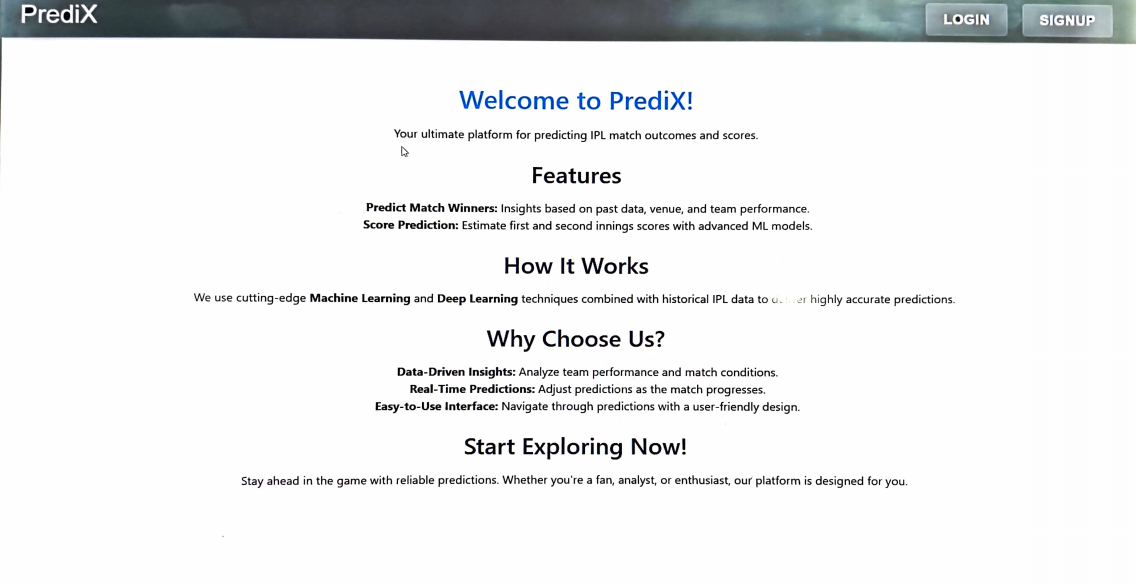 PrediX
LOGIN
SIGNUP
Welcome to PrediX!
Your ultimate platform for predicting IPL match outcomes and scores.
Features
Predict Match Winners: Insights based on past data, venue, and team performance.
Score Prediction: Estimate first and second innings scores with advanced ML models.
How It Works
We use cutting-edge Machine Learning and Deep Learning techniques combined with historical IPL data to highly accurate predictions.
Why Choose Us?
Data-Driven Insights: Analyze team performance and match conditions.
Real-Time Predictions: Adjust predictions as the match progresses.
Easy-to-Use Interface: Navigate through predictions with a user-friendly design.
Start Exploring Now!
Stay ahead in the game with reliable predictions. Whether you're a fan, analyst, or enthusiast, our platform is designed for you.